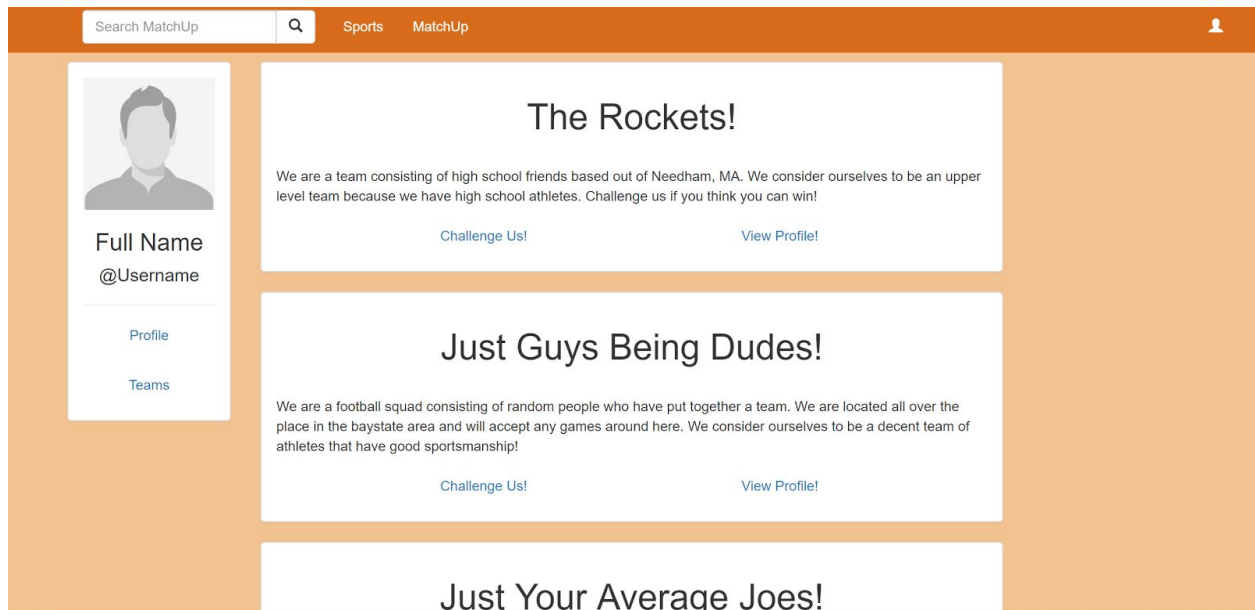 Search MatchUp
Sports
MatchUp
Full Name
@Username
Profile
Teams
The Rockets!
We are a team consisting of high school friends based out of Needham, MA. We consider ourselves to be an upper
level team because we have high school athletes. Challenge us if you think you can win!
Challenge Us!
View Profile!
Just Guys Being Dudes!
We are a football squad consisting of random people who have put together a team. We are located all over the
place in the baystate area and will accept any games around here. We consider ourselves to be a decent team of
athletes that have good sportsmanship!
Challenge Us!
View Profile!
Just Your Average Joes!